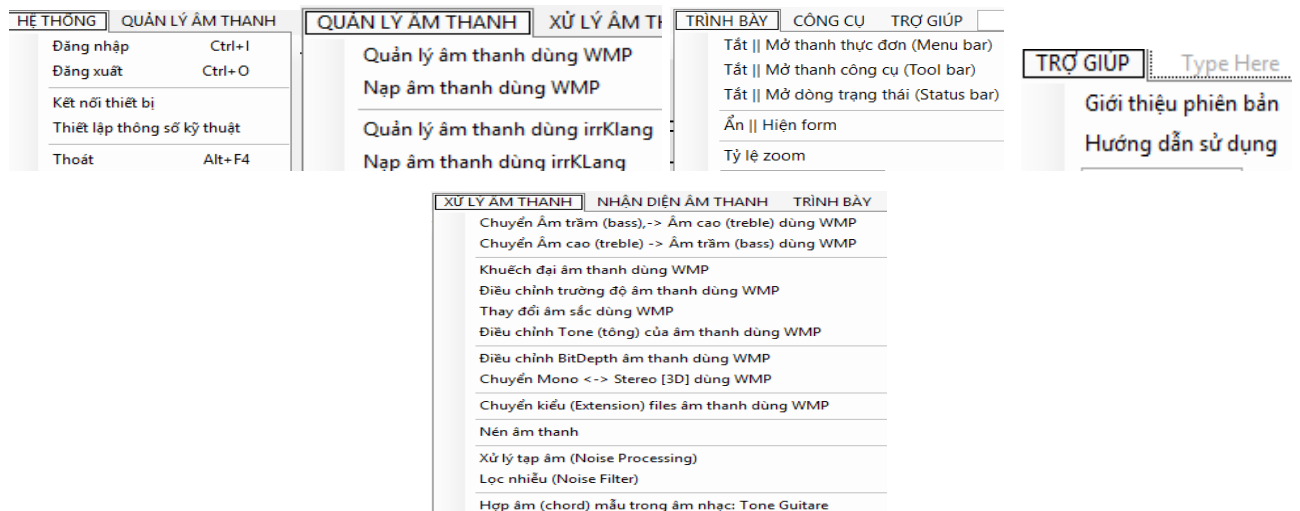 HỆ THỐNG QUẢN LÝ ÂM THANH
Đăng nhập Ctrl+I
Đăng xuất Ctrl+O
Kết nối thiết bị
Thiết lập thông số kỹ thuật
Thoát Alt+F4
QUẢN LÝ ÂM THANH XỬ LÝ ÂM TH
Quản lý âm thanh dùng WMP
Nạp âm thanh dùng WMP
Quản lý âm thanh dùng irrKlang
Nạp âm thanh dùng irrKLang
TRÌNH BÀY CÔNG CỤ TRỢ GIÚP
Tắt || Mở thanh thực đơn (Menu bar)
Tắt || Mở thanh công cụ (Tool bar)
Tắt || Mở dòng trạng thái (Status bar)
Ẩn || Hiện form
Tỷ lệ zoom
TRỢ GIÚP Type Here
Giới thiệu phiên bản
Hướng dẫn sử dụng
XỬ LÝ ÂM THANH NHẬN DIỆN ÂM THANH TRÌNH BÀY
Chuyển Âm trầm (bass),-> Âm cao (treble) dùng WMP
Chuyển Âm cao (treble) -> Âm trầm (bass) dùng WMP
Khuếch đại âm thanh dùng WMP
Điều chỉnh trường độ âm thanh dùng WMP
Thay đổi âm sắc dùng WMP
Điều chỉnh Tone (tông) của âm thanh dùng WMP
Điều chỉnh BitDepth âm thanh dùng WMP
Chuyển Mono <-> Stereo [3D] dùng WMP
Chuyển kiểu (Extension) files âm thanh dùng WMP
Nén âm thanh
Xử lý tạp âm (Noise Processing)
Lọc nhiễu (Noise Filter)
Hợp âm (chord) mẫu trong âm nhạc: Tone Guitare